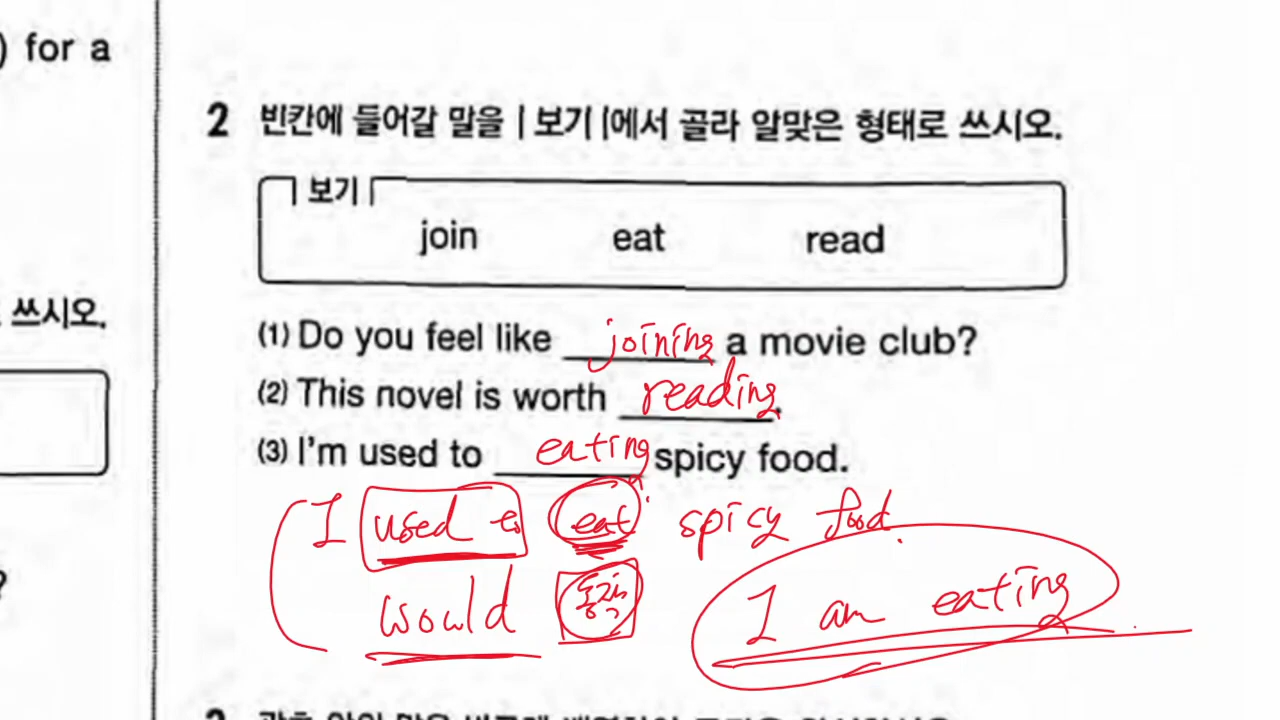 ) for a
2 빈칸에 들어갈 말을 |보기|에서 골라 알맞은 형태로 쓰시오.
보기
join eat read
쓰시오.
(1) Do you feel like joining a movie club?
(2) This novel is worth reading.
(3) I'm used to eating spicy food.
I used to eat spicy food
would 동작
I am eating
?